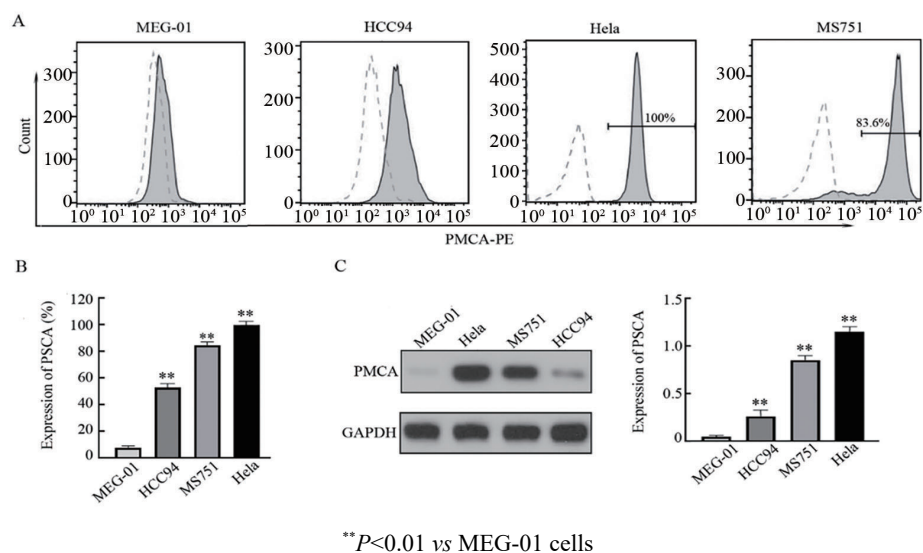 A
MEG-01 HCC94 Hela MS751
Count
300
200
100
0
10⁰ 10¹ 10² 10³ 10⁴ 10⁵
300
200
100
0
10⁰ 10¹ 10² 10³ 10⁴ 10⁵
500
400
300
200
100
0
100%
10⁰ 10¹ 10² 10³ 10⁴ 10⁵
300
200
100
0
83.6%
10⁰ 10¹ 10² 10³ 10⁴ 10⁵
PMCA-PE
B
Expression of PSCA (%)
120
100
80
60
40
20
0
** ** **
MEG-01 HCC94 MS751 Hela
C
MEG-01 Hela MS751 HCC94
PMCA
GAPDH
Expression of PSCA
1.5
1.0
0.5
0
** ** **
MEG-01 HCC94 MS751 Hela
**P<0.01 vs MEG-01 cells